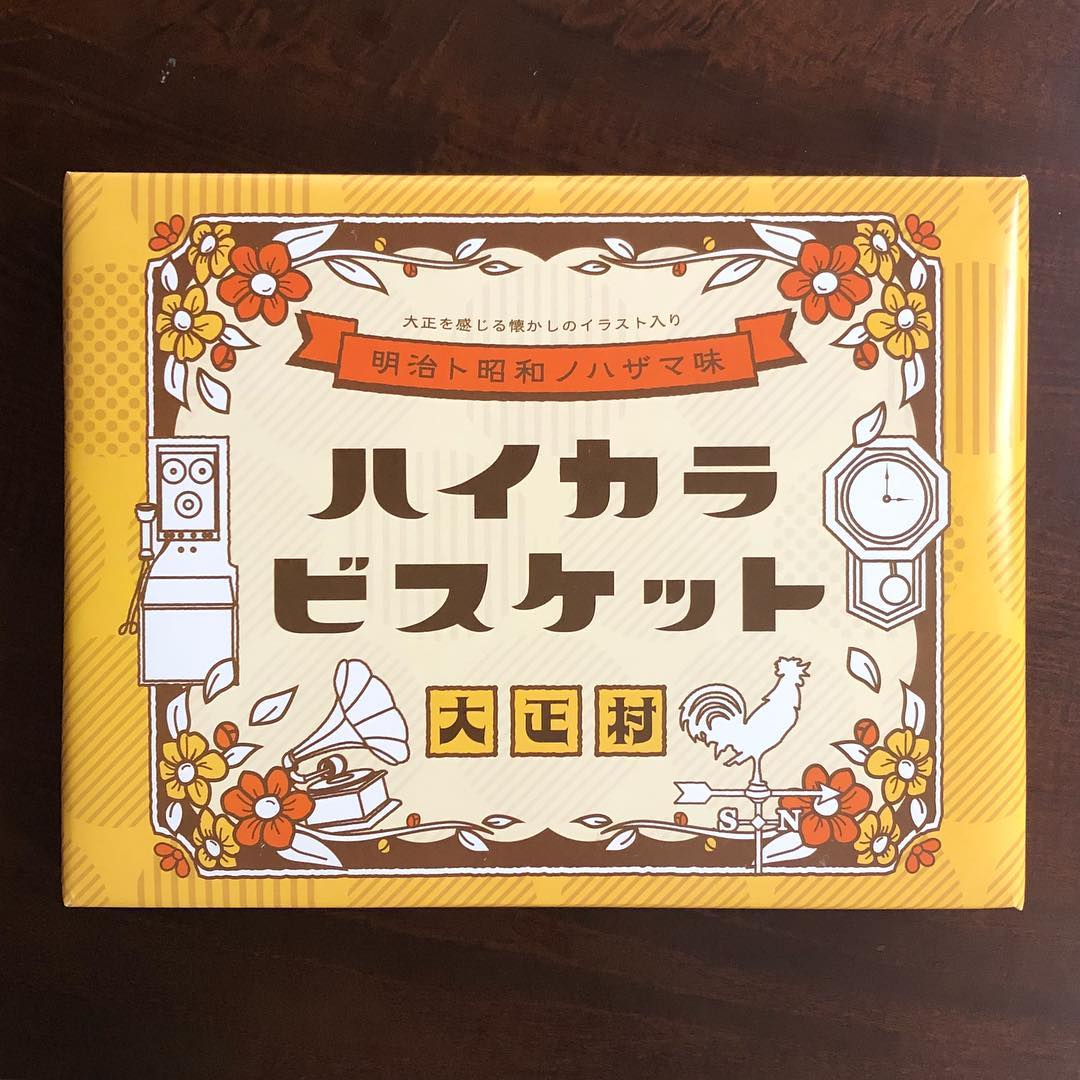 大正を感じる懐かしのイラスト入り
明治ト昭和ノハザマ味
ハイカラ
ビスケット
大正村
S N